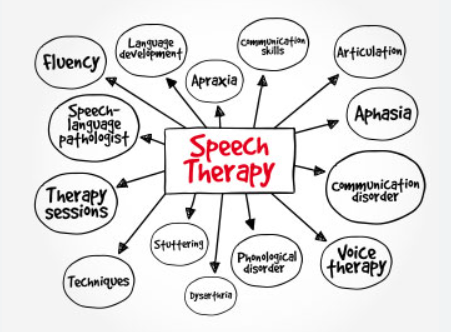 Language
development
Communication
skills
Fluency
Articulation
Apraxia
Speech-
language
pathologist
Aphasia
Speech
Therapy
Therapy
sessions
Communication
disorder
Stuttering
Phonological
disorder
Voice
therapy
Techniques
Dysarthria